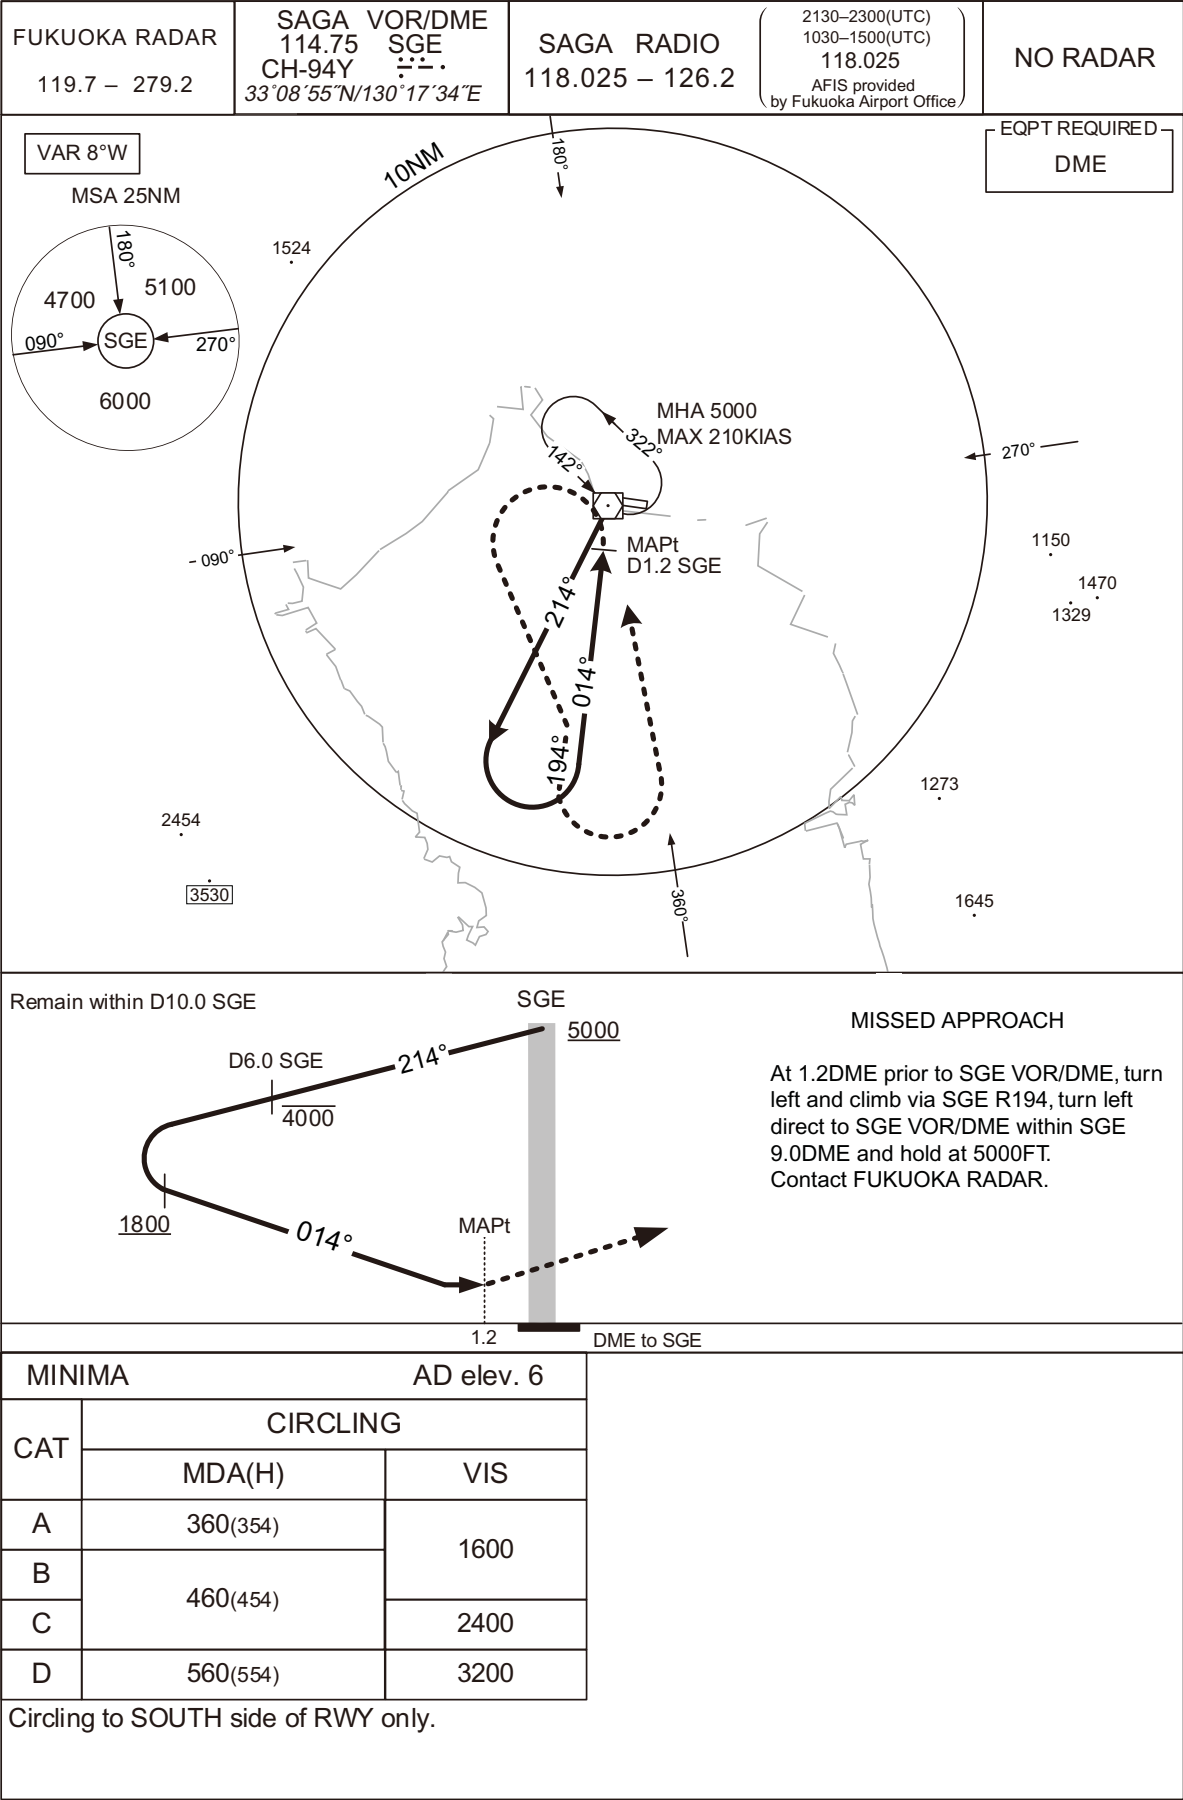 FUKUOKA RADAR
119.7 – 279.2
SAGA VOR/DME
114.75 SGE
CH-94Y
33°08′55″N/130°17′34″E
SAGA RADIO
118.025 – 126.2
2130–2300(UTC)
1030–1500(UTC)
118.025
AFIS provided
by Fukuoka Airport Office
NO RADAR
EQPT REQUIRED
DME
VAR 8°W
MSA 25NM
180°
4700
5100
090°
SGE
270°
6000
10NM
180°
1524
MHA 5000
MAX 210KIAS
322°
142°
270°
090°
MAPt
D1.2 SGE
1150
1470
1329
214°
014°
194°
1273
2454
3530
360°
1645
Remain within D10.0 SGE
SGE
5000
214°
D6.0 SGE
4000
1800
014°
MAPt
1.2
DME to SGE
MISSED APPROACH
At 1.2DME prior to SGE VOR/DME, turn
left and climb via SGE R194, turn left
direct to SGE VOR/DME within SGE
9.0DME and hold at 5000FT.
Contact FUKUOKA RADAR.
MINIMA AD elev. 6
CAT
CIRCLING
MDA(H) VIS
A 360(354)
1600
B
460(454)
C 2400
D 560(554) 3200
Circling to SOUTH side of RWY only.